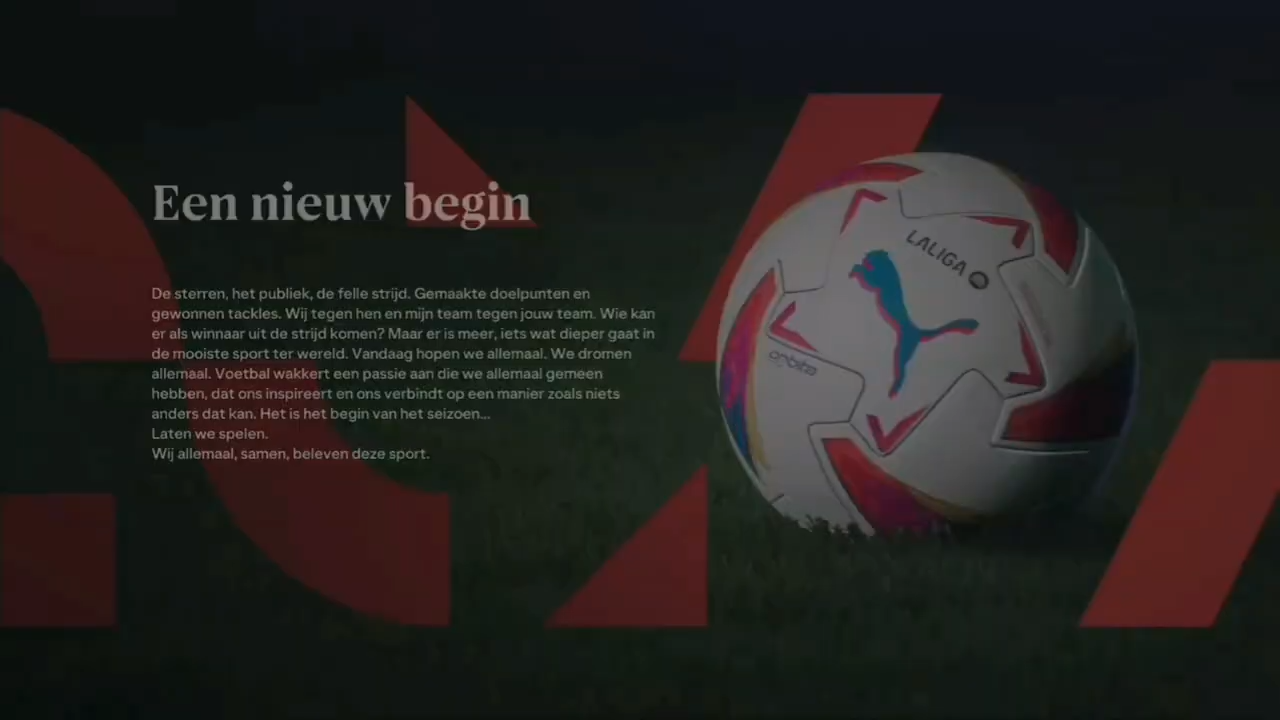 Een nieuw begin
De sterren, het publiek, de felle strijd. Gemaakte doelpunten en
gewonnen tackles. Wij tegen hen en mijn team tegen jouw team. Wie kan
er als winnaar uit de strijd komen? Maar er is meer, iets wat dieper gaat in
de mooiste sport ter wereld. Vandaag hopen we allemaal. We dromen
allemaal. Voetbal wakkert een passie aan die we allemaal gemeen
hebben, dat ons inspireert en ons verbindt op een manier zoals niets
anders dat kan. Het is het begin van het seizoen...
Laten we spelen.
Wij allemaal, samen, beleven deze sport.
LALIGA
orbita